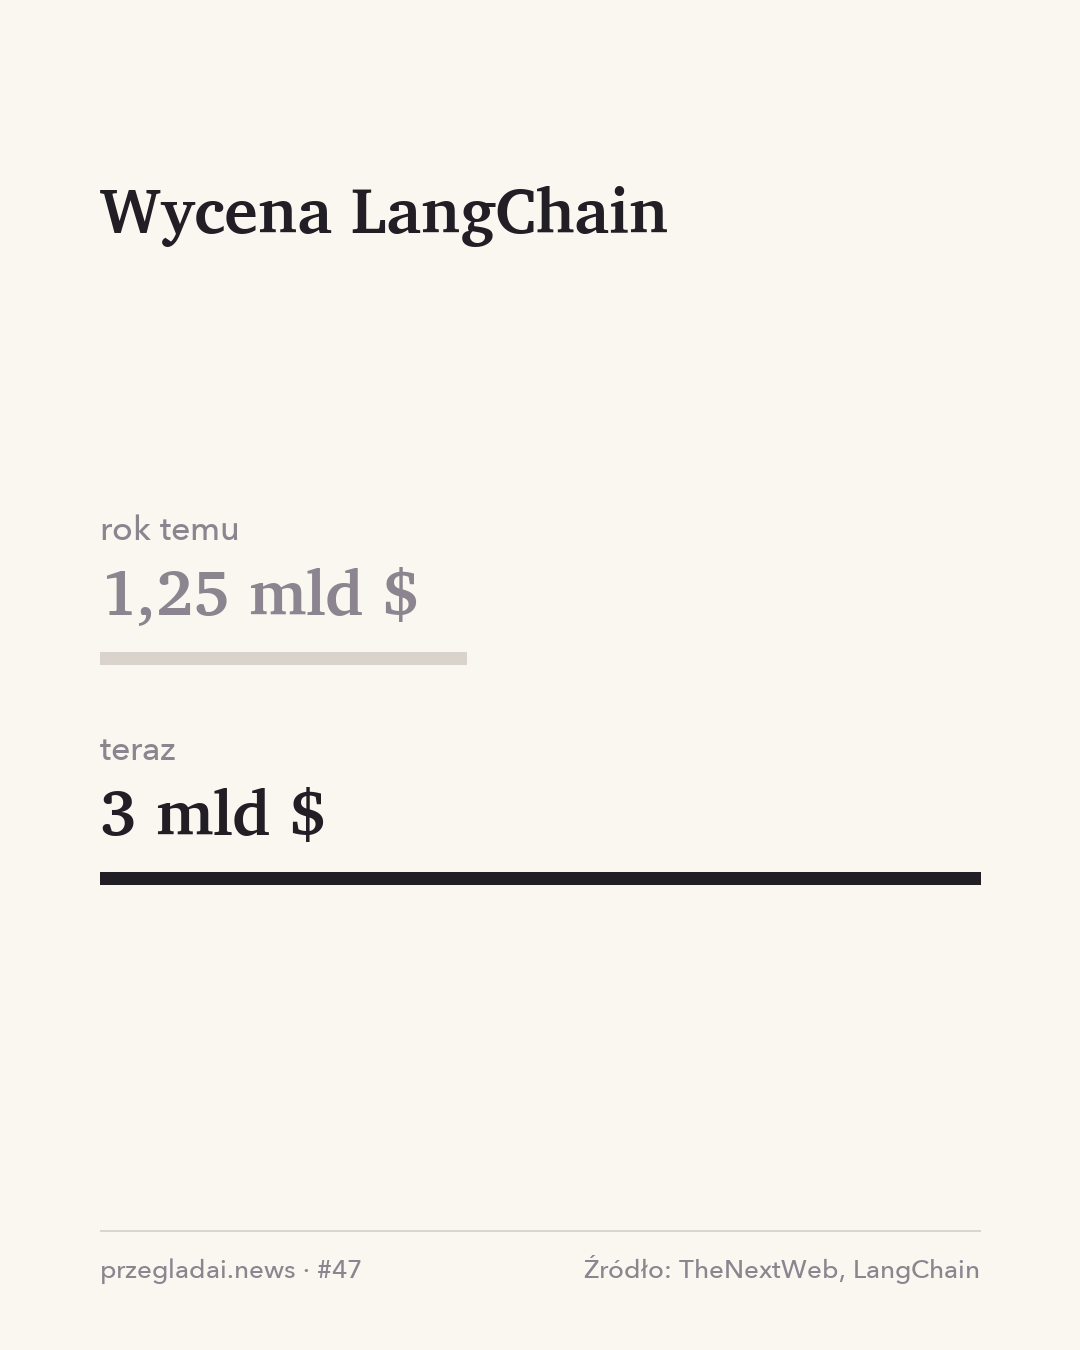 Wycena LangChain
rok temu
1,25 mld $
teraz
3 mld $
przegladai.news · #47
Źródło: TheNextWeb, LangChain